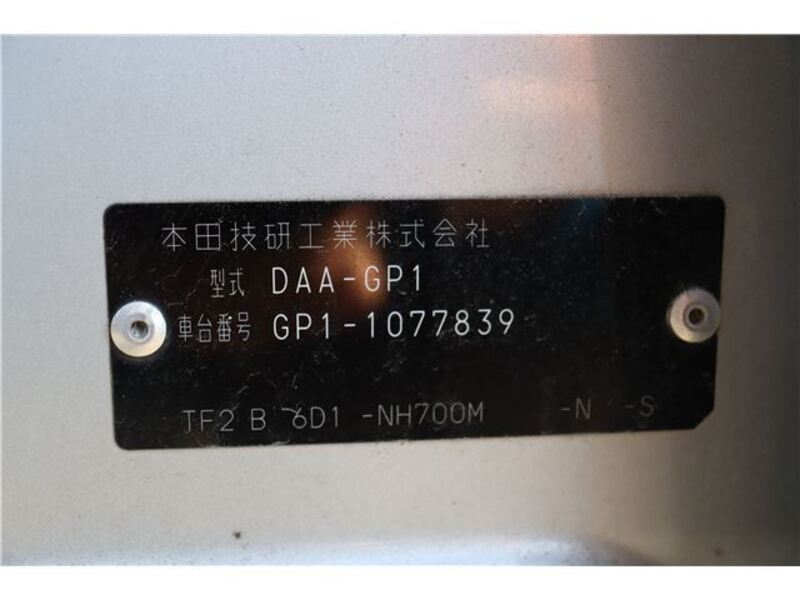 本田技研工業株式会社
型式 DAA-GP1
車台番号 GP1-1077839
TF2 B 6D1 -NH700M -N -S